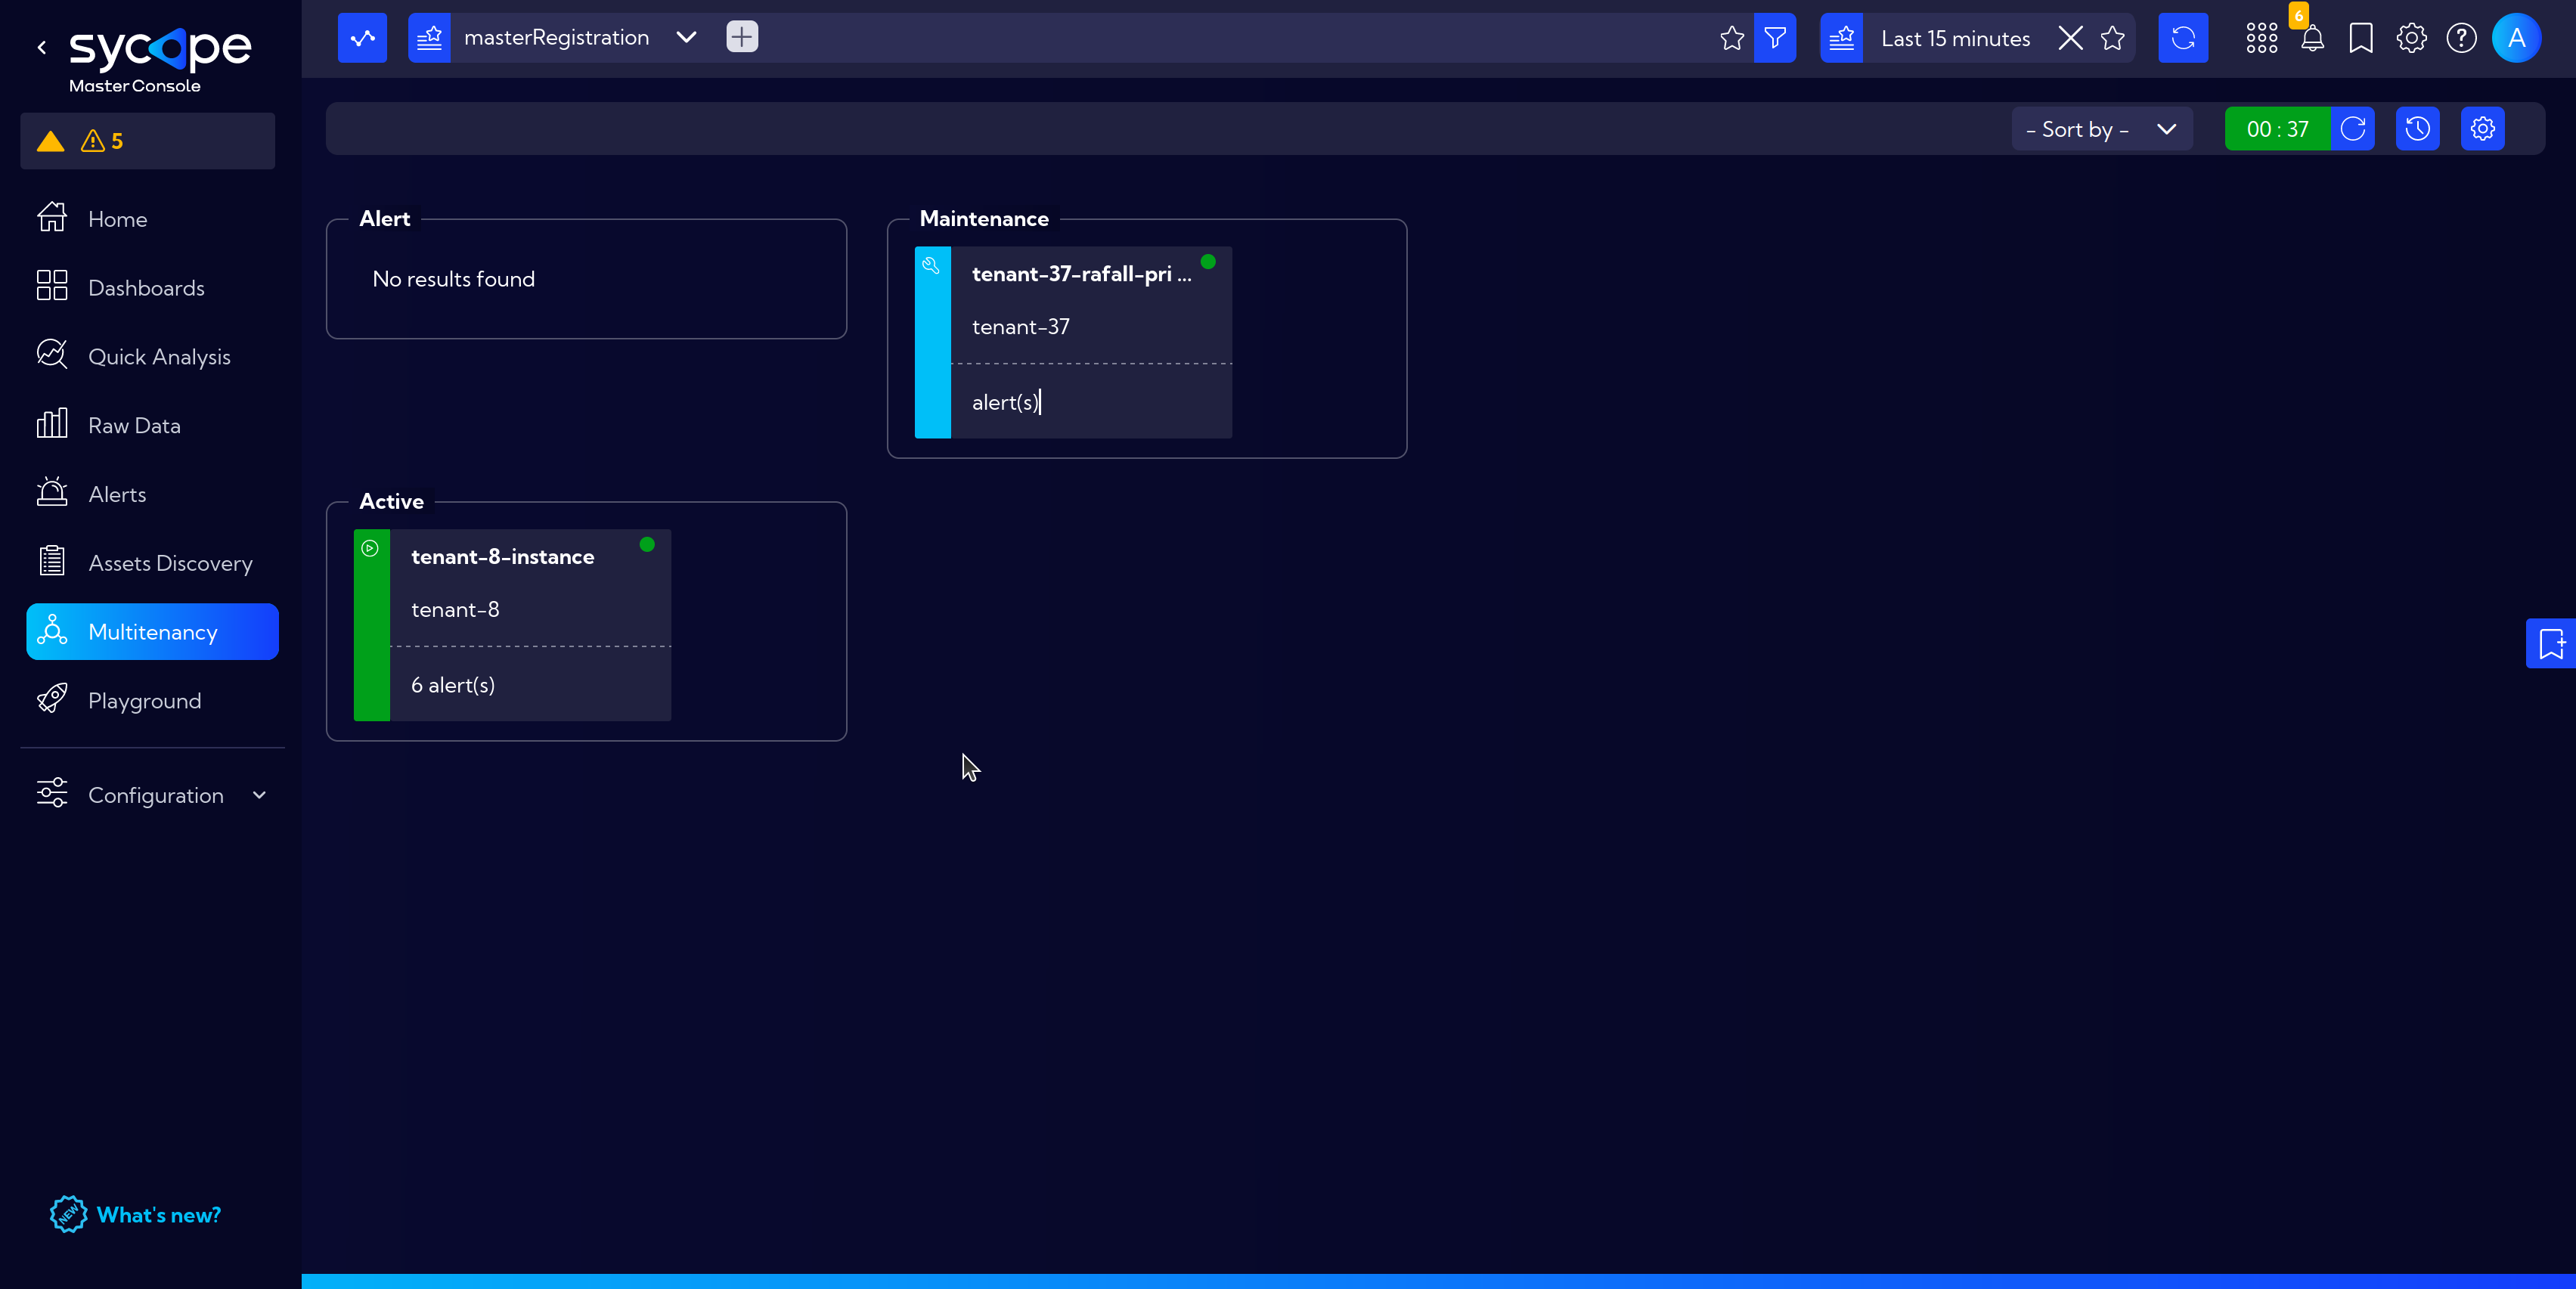 sycope
Master Console
5
Home
Dashboards
Quick Analysis
Raw Data
Alerts
Assets Discovery
Multitenancy
Playground
Configuration
NEW What's new?
masterRegistration
Last 15 minutes
6
A
- Sort by -
00 : 37
Alert
No results found
Maintenance
tenant-37-rafall-pri ...
tenant-37
alert(s)
Active
tenant-8-instance
tenant-8
6 alert(s)